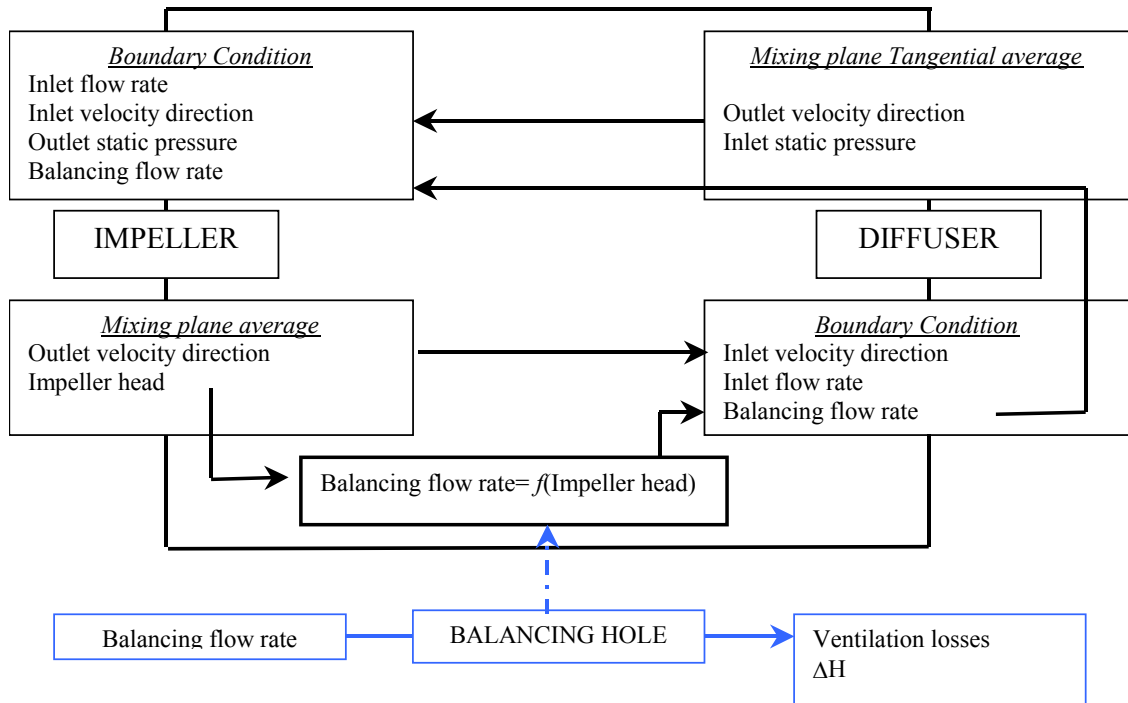 Boundary Condition
Inlet flow rate
Inlet velocity direction
Outlet static pressure
Balancing flow rate
Mixing plane Tangential average
Outlet velocity direction
Inlet static pressure
IMPELLER
DIFFUSER
Mixing plane average
Outlet velocity direction
Impeller head
Boundary Condition
Inlet velocity direction
Inlet flow rate
Balancing flow rate
Balancing flow rate= f(Impeller head)
Balancing flow rate
BALANCING HOLE
Ventilation losses
ΔH